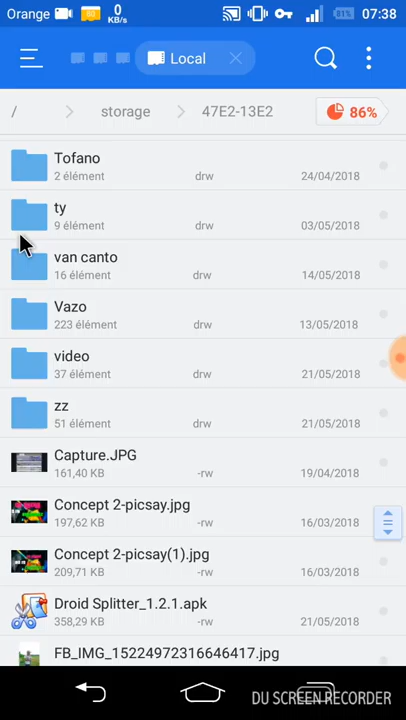 Orange 0 KB/s 81% 07:38
Local
/ storage 47E2-13E2 86%
Tofano
2 élément drw 24/04/2018
ty
9 élément drw 03/05/2018
van canto
16 élément drw 14/05/2018
Vazo
223 élément drw 13/05/2018
video
37 élément drw 21/05/2018
zz
51 élément drw 21/05/2018
Capture.JPG
161,40 KB -rw 19/04/2018
Concept 2-picsay.jpg
197,62 KB -rw 16/03/2018
Concept 2-picsay(1).jpg
209,71 KB -rw 16/03/2018
Droid Splitter_1.2.1.apk
358,29 KB -rw 21/05/2018
FB_IMG_15224972316646417.jpg
DU SCREEN RECORDER